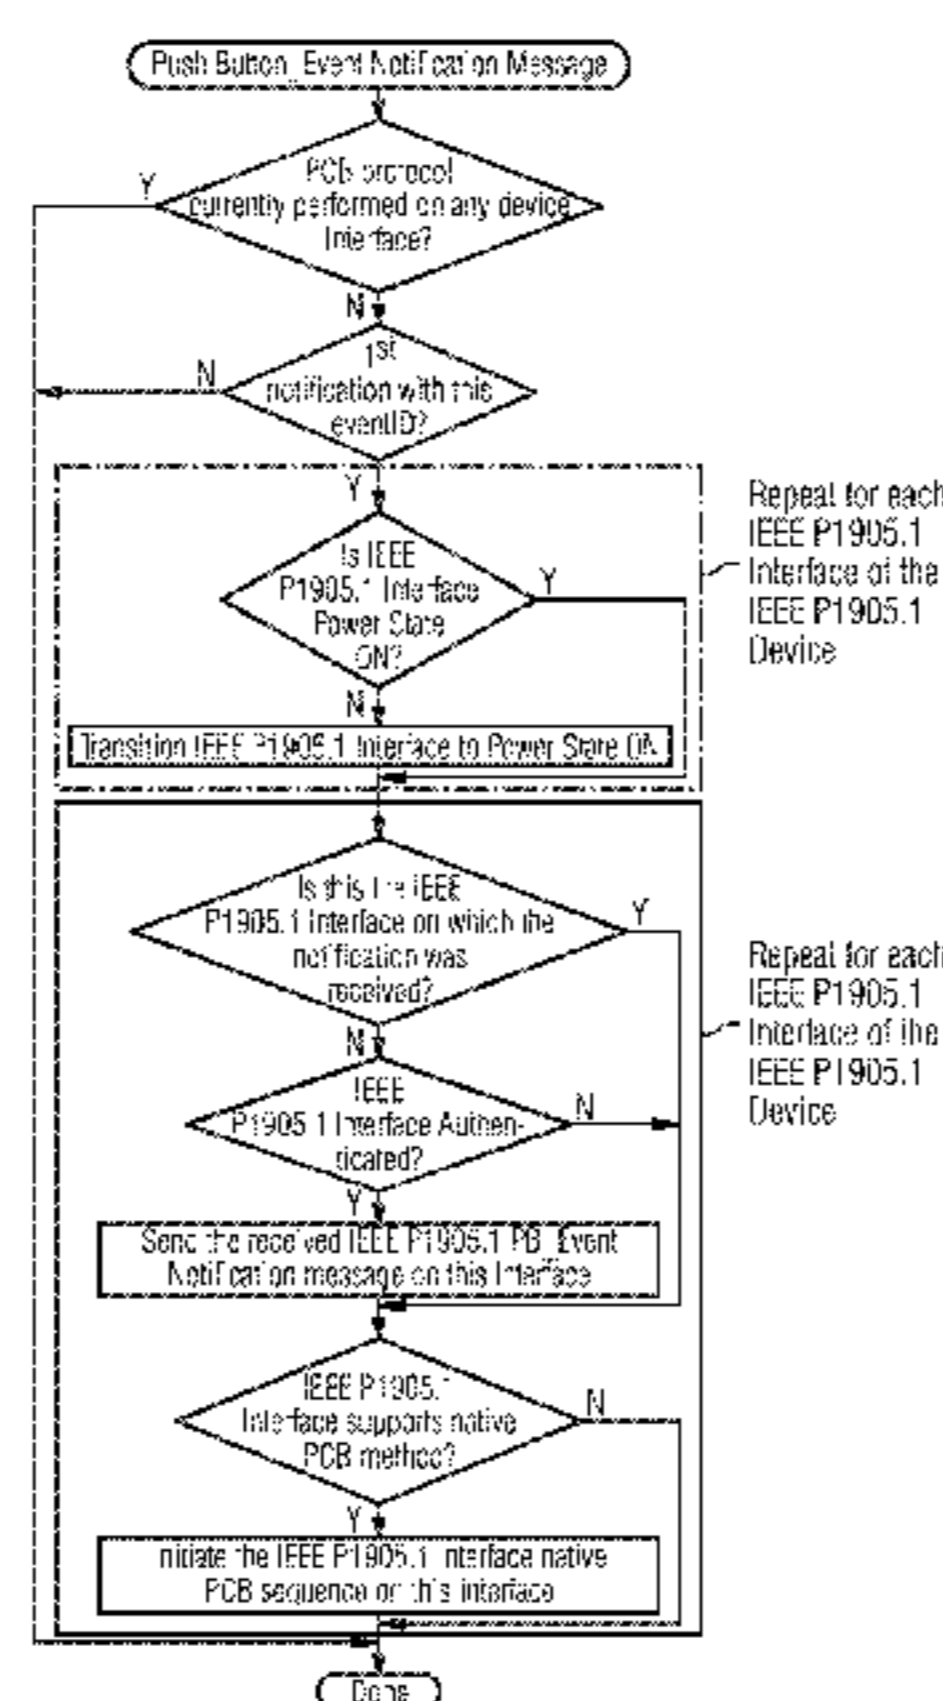 Push Button_Event Notification Message
PCB protocol
currently performed on any device
Interface?
Y
N
1st
notification with this
eventID?
N
Y
Is IEEE
P1905.1 Interface
Power State
ON?
Y
N
Transition IEEE P1905.1 Interface to Power State ON
Repeat for each
IEEE P1905.1
Interface of the
IEEE P1905.1
Device
Is this the IEEE
P1905.1 Interface on which the
notification was
received?
Y
N
IEEE
P1905.1 Interface Authen-
ticated?
N
Y
Send the received IEEE P1905.1 PB_Event
Notification message on this Interface
Repeat for each
IEEE P1905.1
Interface of the
IEEE P1905.1
Device
IEEE P1905.1
Interface supports native
PCB method?
N
Y
Initiate the IEEE P1905.1 Interface native
PCB sequence on this interface
Done